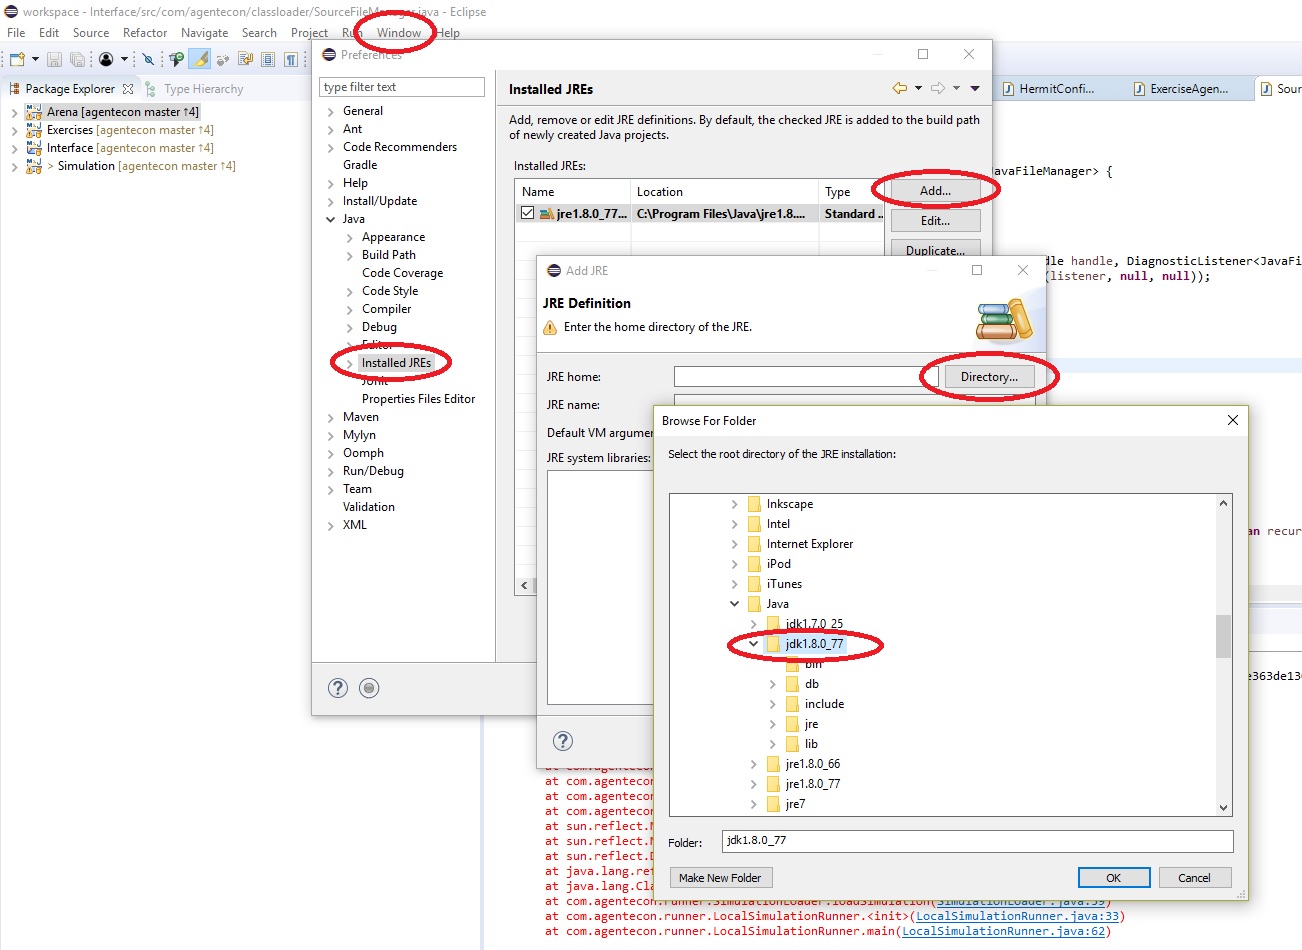 workspace - Interface/src/com/agentecon/classloader/SourceFileManager.java - Eclipse
File Edit Source Refactor Navigate Search Project Run Window Help
Package Explorer Type Hierarchy
Arena [agentecon master ↑4]
Exercises [agentecon master ↑4]
Interface [agentecon master ↑4]
> Simulation [agentecon master ↑4]
Preferences
type filter text
General
Ant
Code Recommenders
Gradle
Help
Install/Update
Java
Appearance
Build Path
Code Coverage
Code Style
Compiler
Debug
Editor
Installed JREs
JUnit
Properties Files Editor
Maven
Mylyn
Oomph
Run/Debug
Team
Validation
XML
Installed JREs
Add, remove or edit JRE definitions. By default, the checked JRE is added to the build path
of newly created Java projects.
Installed JREs:
Name Location Type
jre1.8.0_77... C:\Program Files\Java\jre1.8.... Standard ..
Add...
Edit...
Duplicate...
HermitConfi... ExerciseAgen... Sour
JavaFileManager> {
dle handle, DiagnosticListener<JavaFi
(listener, null, null));
an recur
e363de130
Add JRE
JRE Definition
Enter the home directory of the JRE.
JRE home: Directory...
JRE name:
Default VM argumen
JRE system libraries:
Browse For Folder
Select the root directory of the JRE installation:
Inkscape
Intel
Internet Explorer
iPod
iTunes
Java
jdk1.7.0_25
jdk1.8.0_77
bin
db
include
jre
lib
jre1.8.0_66
jre1.8.0_77
jre7
Folder: jdk1.8.0_77
Make New Folder OK Cancel
at com.agentecon
at com.agentecon
at com.agentecon
at com.agentecon
at sun.reflect.N
at sun.reflect.N
at sun.reflect.D
at java.lang.ref
at java.lang.Cla
at com.agentecon.runner.SimulationLoader.loadSimulation(SimulationLoader.java:59)
at com.agentecon.runner.LocalSimulationRunner.<init>(LocalSimulationRunner.java:33)
at com.agentecon.runner.LocalSimulationRunner.main(LocalSimulationRunner.java:62)